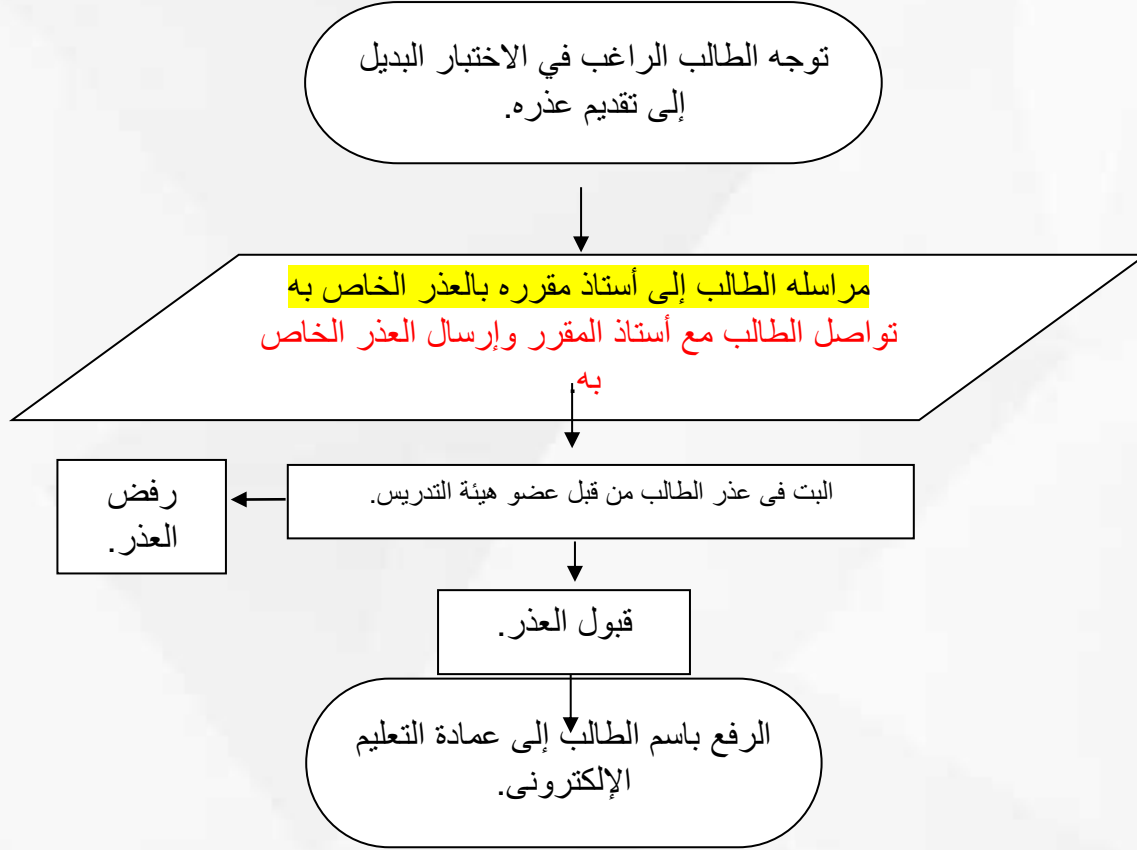 توجه الطالب الراغب في الاختبار البديل
إلى تقديم عذره.
مراسله الطالب إلى أستاذ مقرره بالعذر الخاص به
تواصل الطالب مع أستاذ المقرر وإرسال العذر الخاص
به.
البت فى عذر الطالب من قبل عضو هيئة التدريس.
رفض
العذر.
قبول العذر.
الرفع باسم الطالب إلى عمادة التعليم
الإلكترونى.